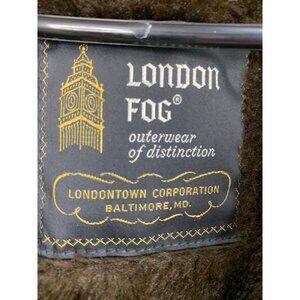 LONDON
FOG®
outerwear
of distinction
LONDONTOWN CORPORATION
BALTIMORE, MD.